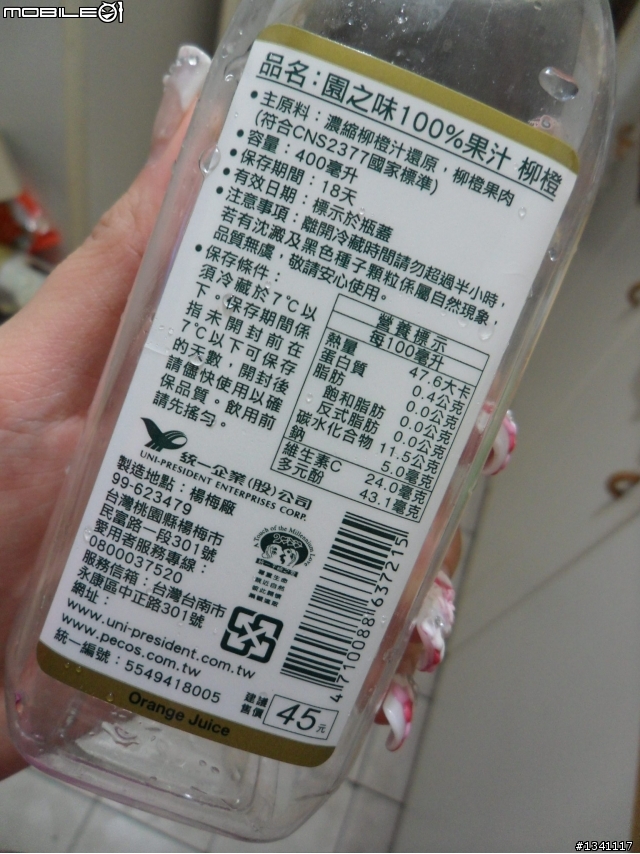 MOBILE01
品名：園之味100%果汁 柳橙
•主原料：濃縮柳橙汁還原，柳橙果肉
(符合CNS2377國家標準)
•容量：400毫升
•保存期間：18天
•有效日期：標示於瓶蓋
•注意事項：離開冷藏時間請勿超過半小時，
若有沈澱及黑色種子顆粒係屬自然現象，
品質無虞，敬請安心使用。
•保存條件：
須冷藏於7℃以
下。保存期間係
指未開封前在
7℃以下可保存
的天數，開封後
請儘快使用以確
保品質。飲用前
請先搖勻。
營養標示
每100毫升
熱量 47.6大卡
蛋白質 0.4公克
脂肪 0.0公克
飽和脂肪 0.0公克
反式脂肪 0.0公克
碳水化合物 11.5公克
鈉 5.0毫克
維生素C 24.0毫克
多元酚 43.1毫克
統一企業(股)公司
UNI-PRESIDENT ENTERPRISES CORP.
製造地點：楊梅廠
99-623479
台灣桃園縣楊梅市
民富路一段301號
愛用者服務專線：
0800037520
服務信箱：台灣台南市
永康區中正路301號
網址：
www.uni-president.com.tw
www.pecos.com.tw
統一編號：5549418005
Touch of the Millennium Love
4710088637215
建議
售價
45元
Orange Juice
#1341117